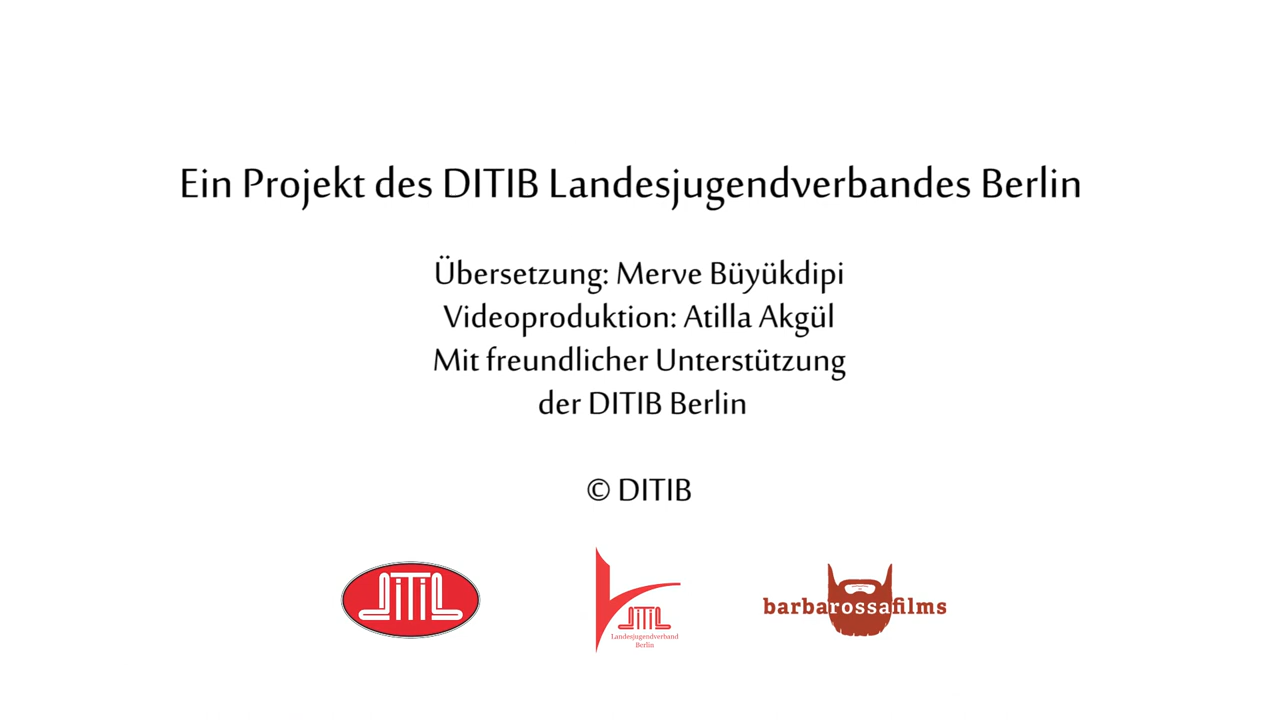 Ein Projekt des DITIB Landesjugendverbandes Berlin
Übersetzung: Merve Büyükdipi
Videoproduktion: Atilla Akgül
Mit freundlicher Unterstützung
der DITIB Berlin
© DITIB
DiTiB
DiTiB
Landesjugendverband
Berlin
barbarossafilms